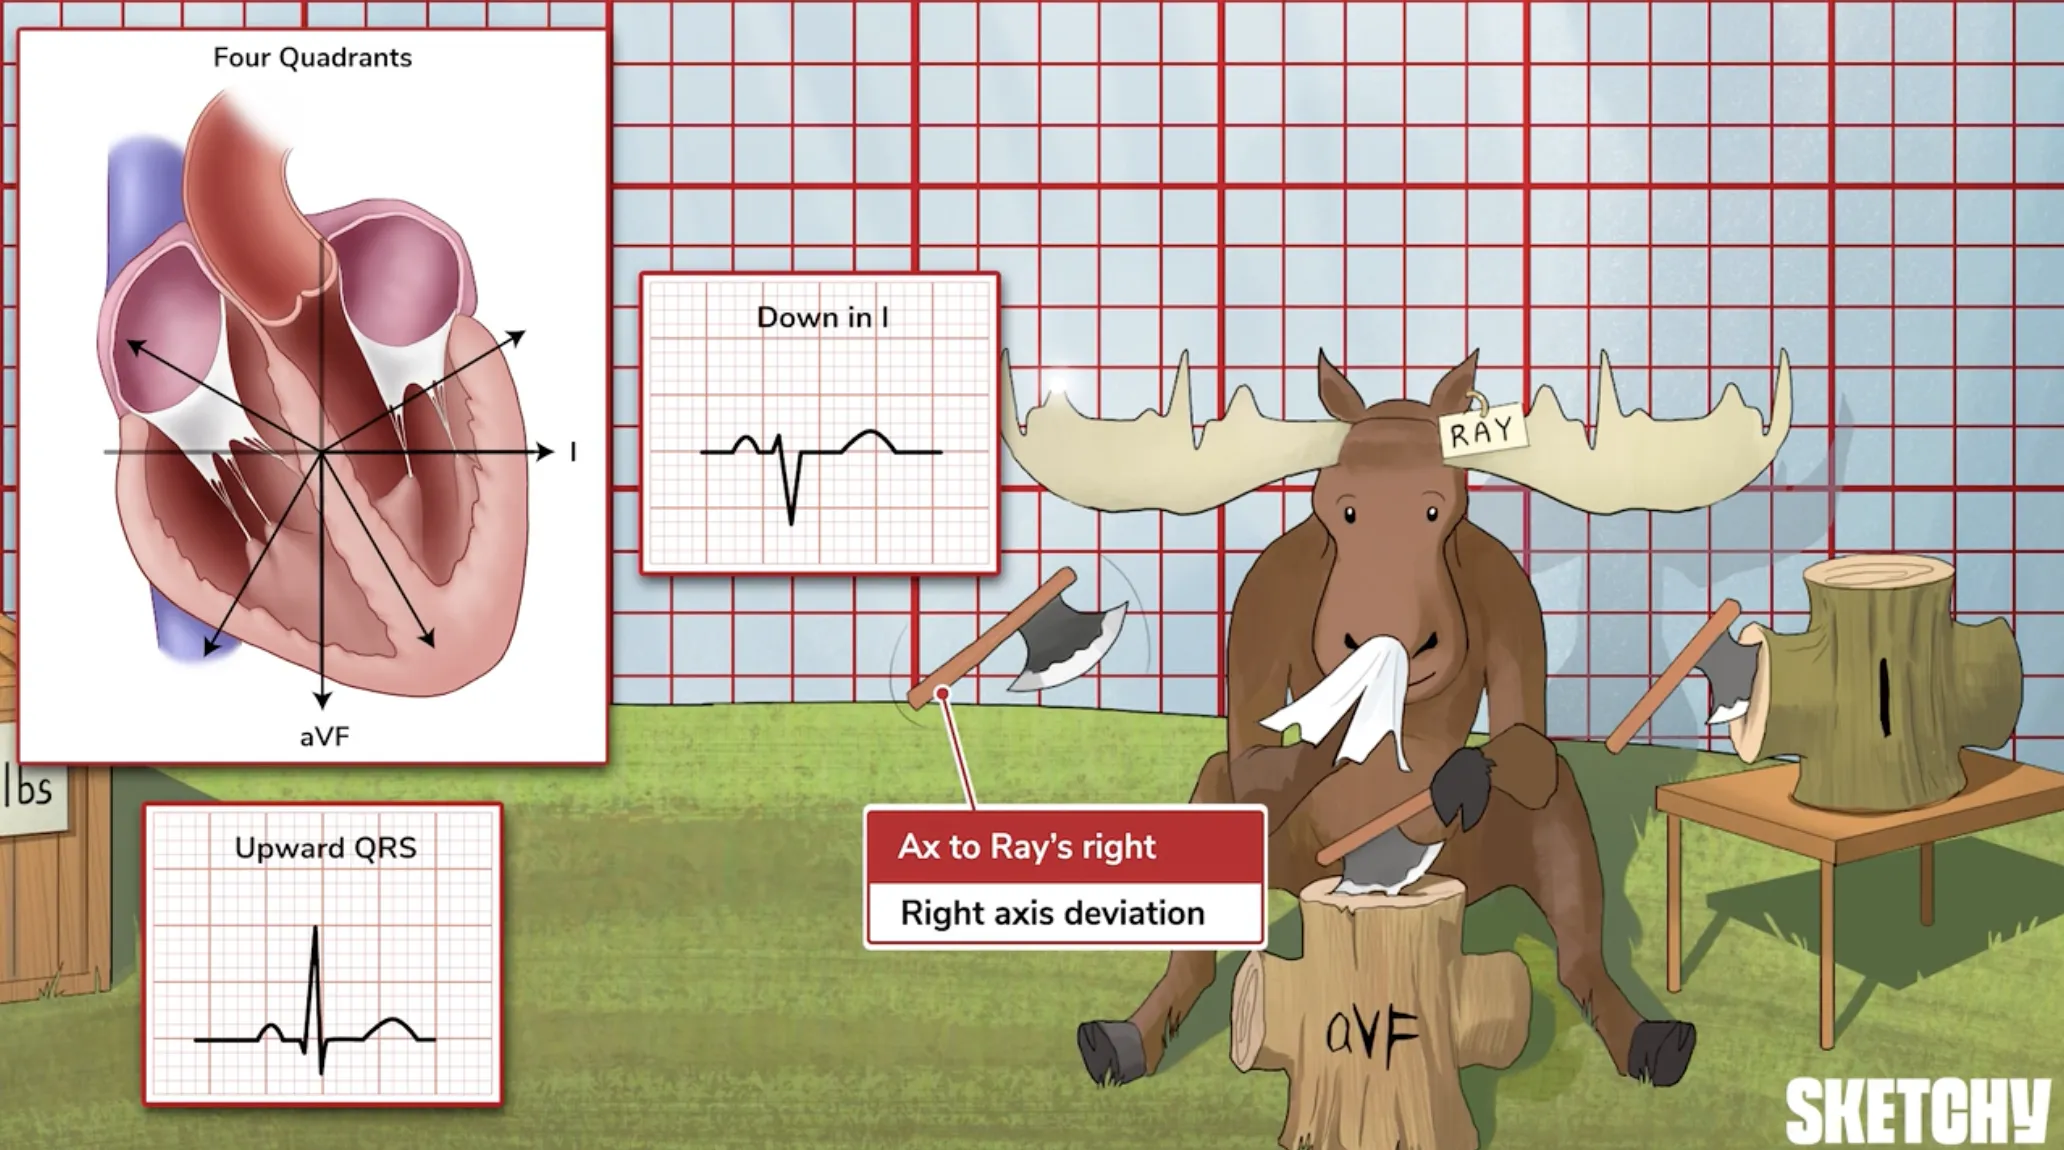 Four Quadrants
I
aVF
Down in I
RAY
I
lbs
Upward QRS
Ax to Ray's right
Right axis deviation
aVF
SKETCHY